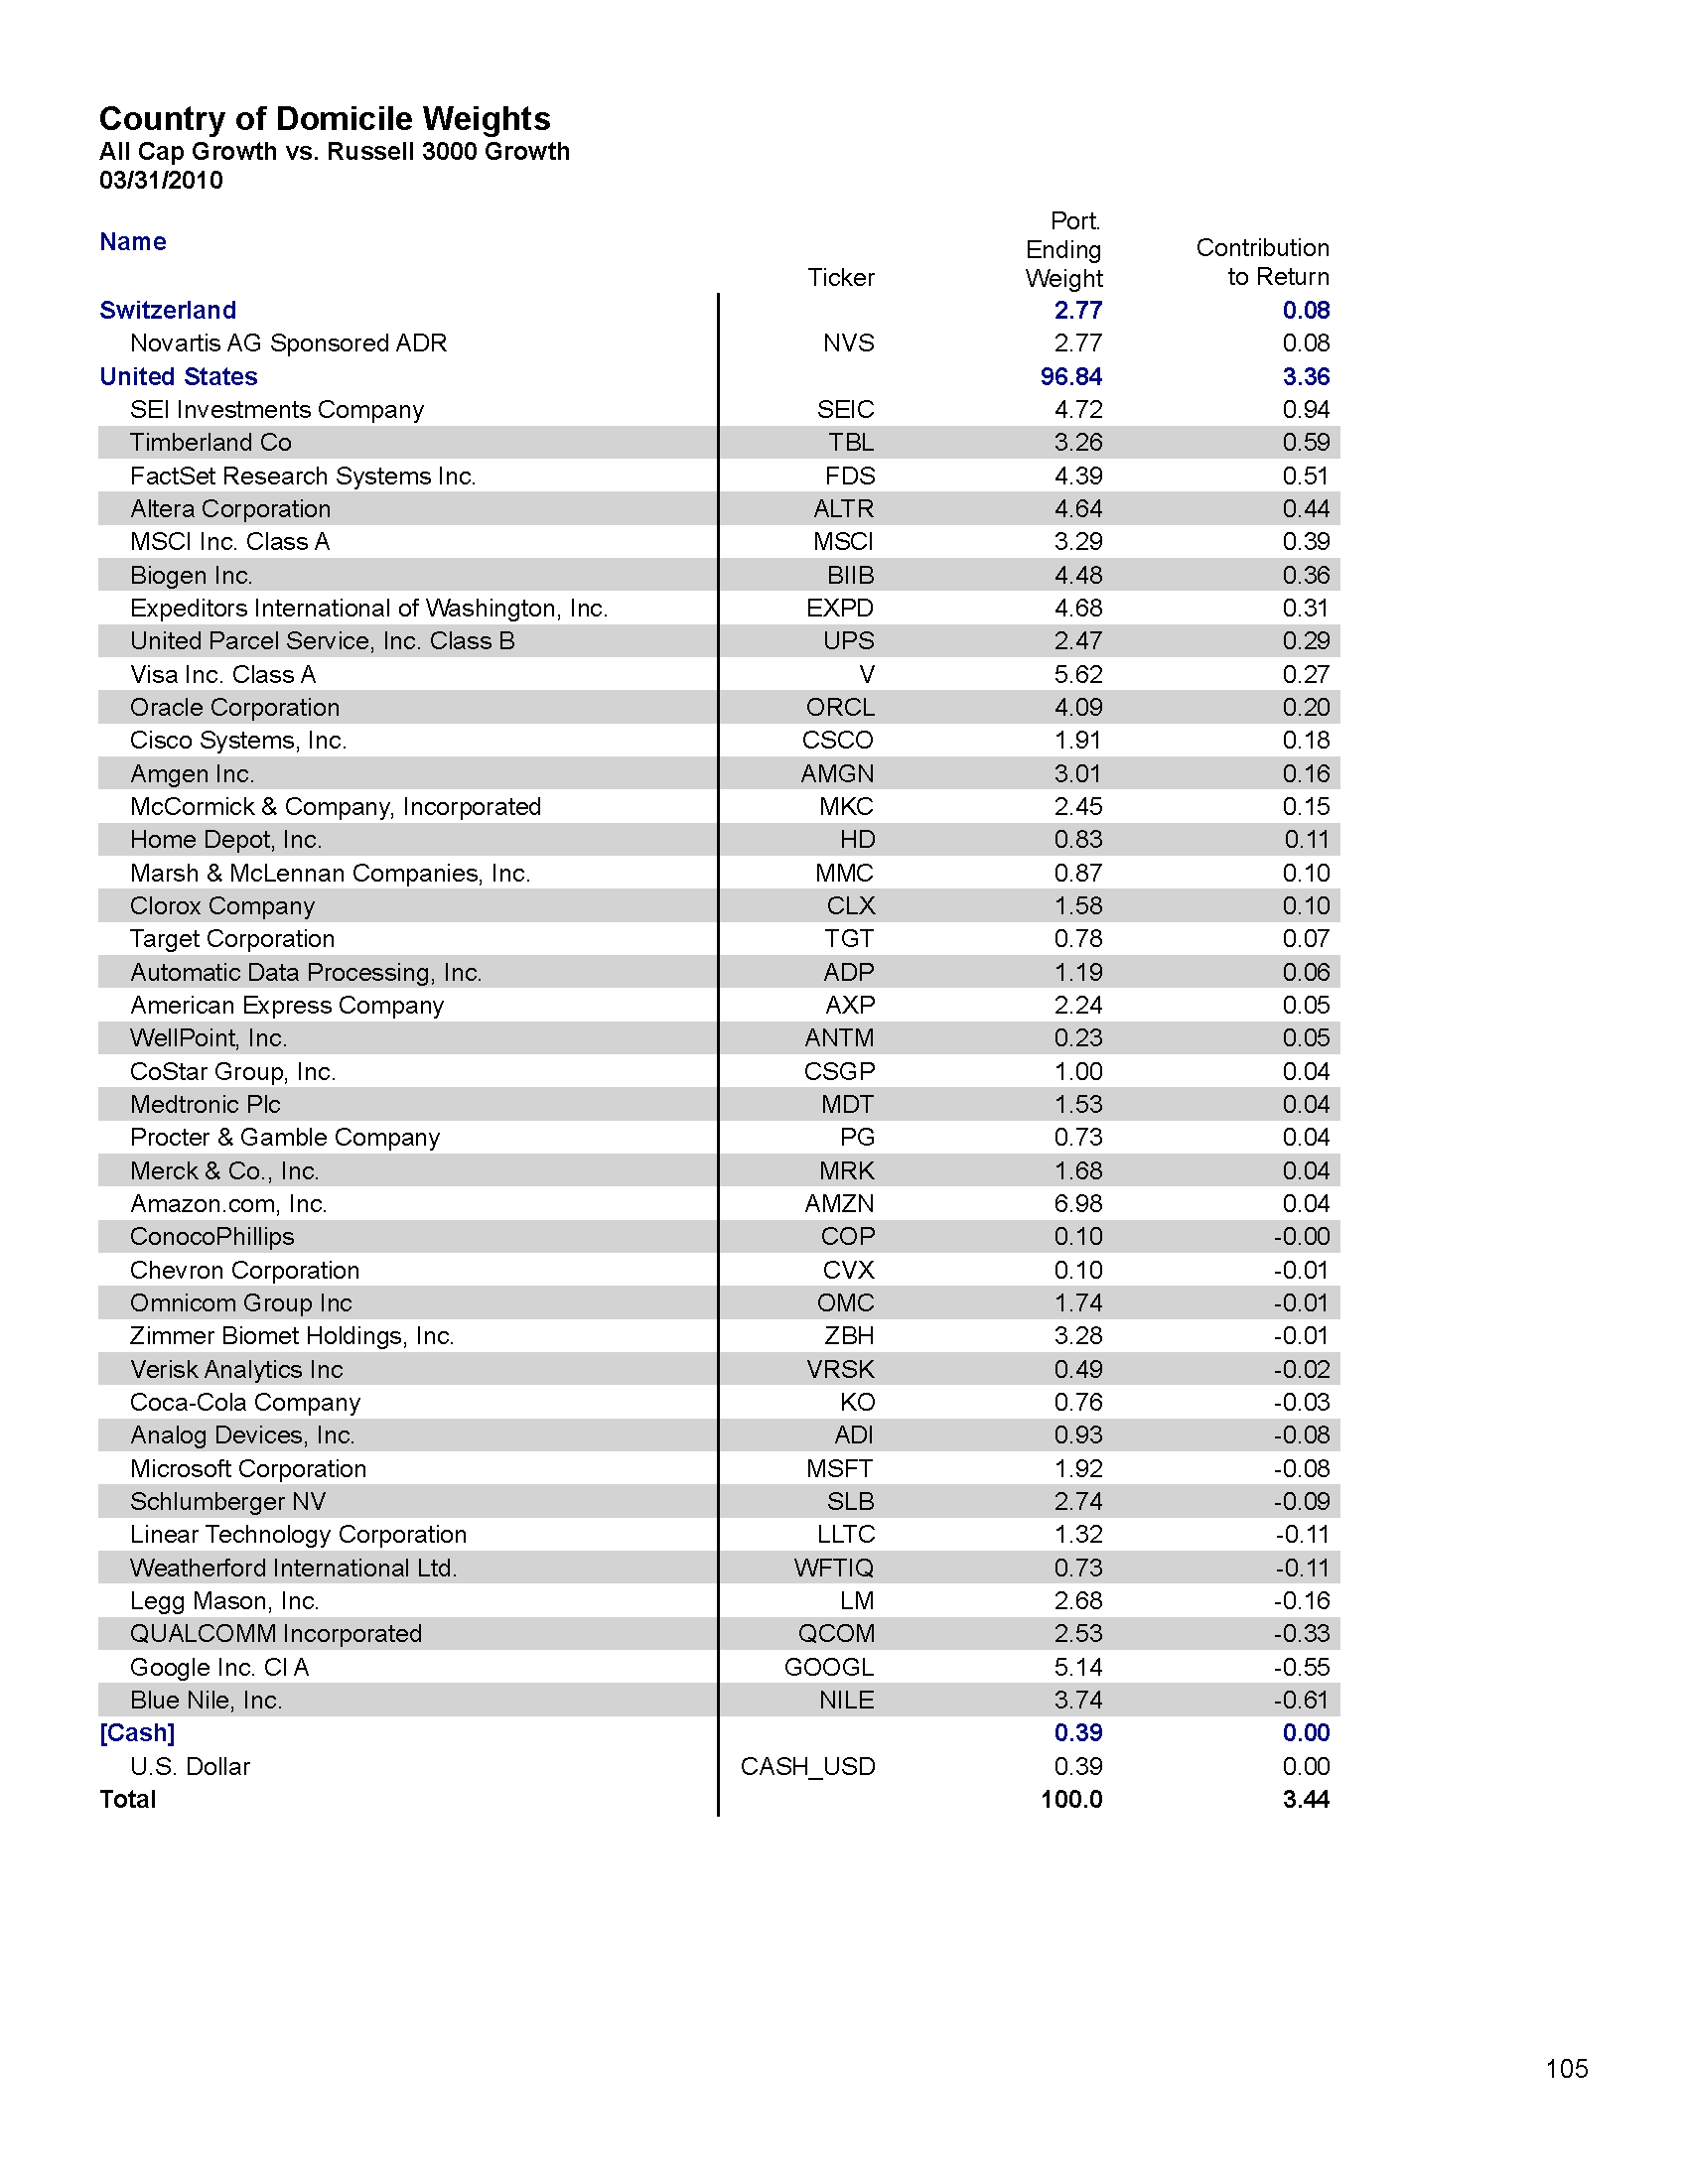 Country of Domicile Weights
All Cap Growth vs. Russell 3000 Growth
03/31/2010
Name Ticker Port. Ending Weight Contribution to Return
Switzerland 2.77 0.08
Novartis AG Sponsored ADR NVS 2.77 0.08
United States 96.84 3.36
SEI Investments Company SEIC 4.72 0.94
Timberland Co TBL 3.26 0.59
FactSet Research Systems Inc. FDS 4.39 0.51
Altera Corporation ALTR 4.64 0.44
MSCI Inc. Class A MSCI 3.29 0.39
Biogen Inc. BIIB 4.48 0.36
Expeditors International of Washington, Inc. EXPD 4.68 0.31
United Parcel Service, Inc. Class B UPS 2.47 0.29
Visa Inc. Class A V 5.62 0.27
Oracle Corporation ORCL 4.09 0.20
Cisco Systems, Inc. CSCO 1.91 0.18
Amgen Inc. AMGN 3.01 0.16
McCormick & Company, Incorporated MKC 2.45 0.15
Home Depot, Inc. HD 0.83 0.11
Marsh & McLennan Companies, Inc. MMC 0.87 0.10
Clorox Company CLX 1.58 0.10
Target Corporation TGT 0.78 0.07
Automatic Data Processing, Inc. ADP 1.19 0.06
American Express Company AXP 2.24 0.05
WellPoint, Inc. ANTM 0.23 0.05
CoStar Group, Inc. CSGP 1.00 0.04
Medtronic Plc MDT 1.53 0.04
Procter & Gamble Company PG 0.73 0.04
Merck & Co., Inc. MRK 1.68 0.04
Amazon.com, Inc. AMZN 6.98 0.04
ConocoPhillips COP 0.10 -0.00
Chevron Corporation CVX 0.10 -0.01
Omnicom Group Inc OMC 1.74 -0.01
Zimmer Biomet Holdings, Inc. ZBH 3.28 -0.01
Verisk Analytics Inc VRSK 0.49 -0.02
Coca-Cola Company KO 0.76 -0.03
Analog Devices, Inc. ADI 0.93 -0.08
Microsoft Corporation MSFT 1.92 -0.08
Schlumberger NV SLB 2.74 -0.09
Linear Technology Corporation LLTC 1.32 -0.11
Weatherford International Ltd. WFTIQ 0.73 -0.11
Legg Mason, Inc. LM 2.68 -0.16
QUALCOMM Incorporated QCOM 2.53 -0.33
Google Inc. Cl A GOOGL 5.14 -0.55
Blue Nile, Inc. NILE 3.74 -0.61
[Cash] 0.39 0.00
U.S. Dollar CASH_USD 0.39 0.00
Total 100.0 3.44
105